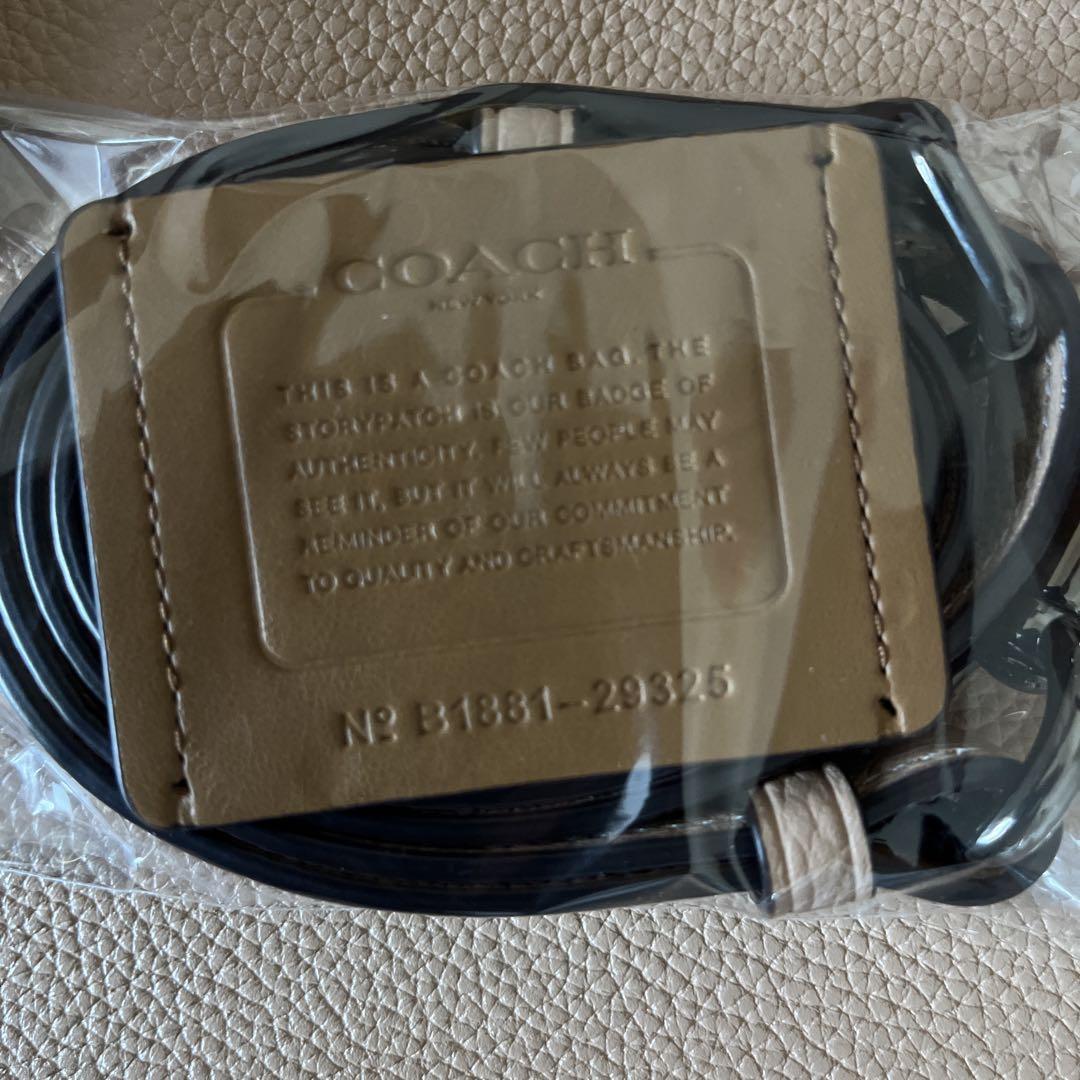 COACH
NEW YORK
THIS IS A COACH BAG. THE
STORYPATCH IS OUR BADGE OF
AUTHENTICITY. FEW PEOPLE MAY
SEE IT, BUT IT WILL ALWAYS BE A
REMINDER OF OUR COMMITMENT
TO QUALITY AND CRAFTSMANSHIP.
Nº B1881-29325